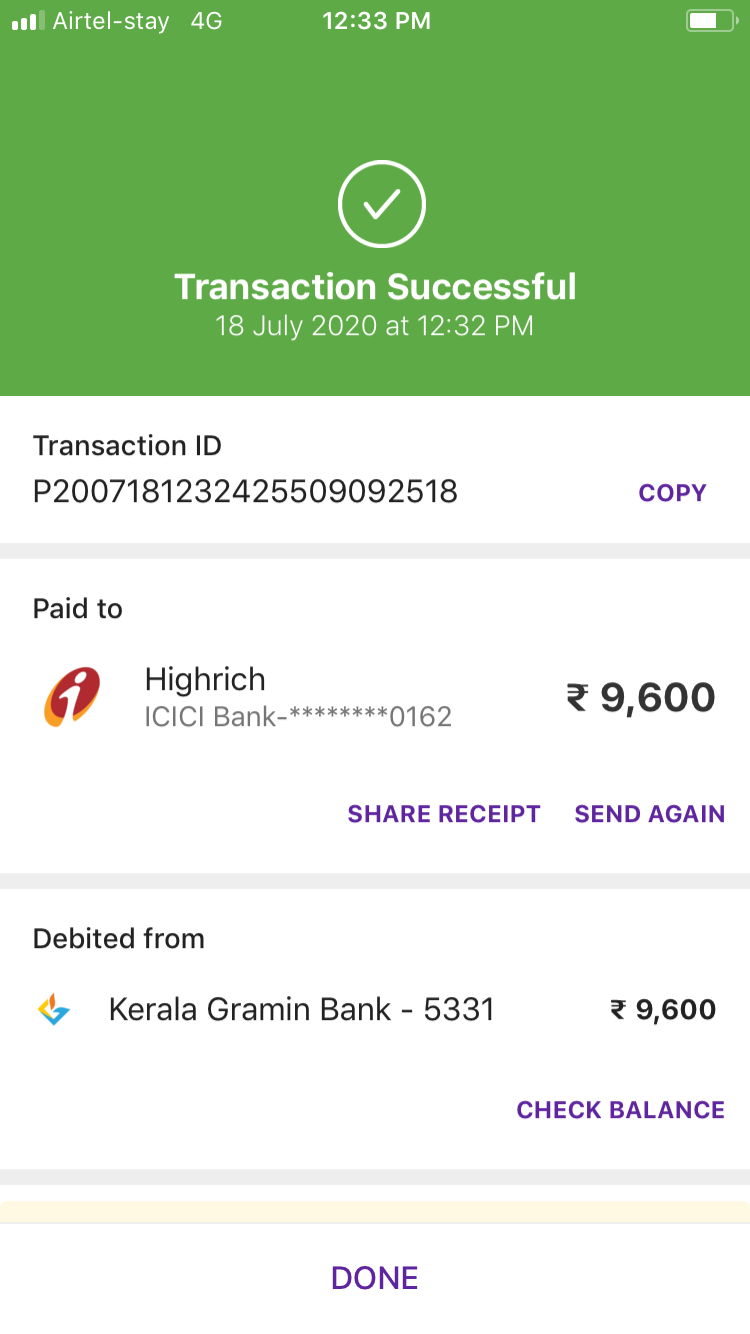 Airtel-stay 4G 12:33 PM
Transaction Successful
18 July 2020 at 12:32 PM
Transaction ID
P2007181232425509092518 COPY
Paid to
Highrich
ICICI Bank-********0162
₹ 9,600
SHARE RECEIPT SEND AGAIN
Debited from
Kerala Gramin Bank - 5331 ₹ 9,600
CHECK BALANCE
DONE